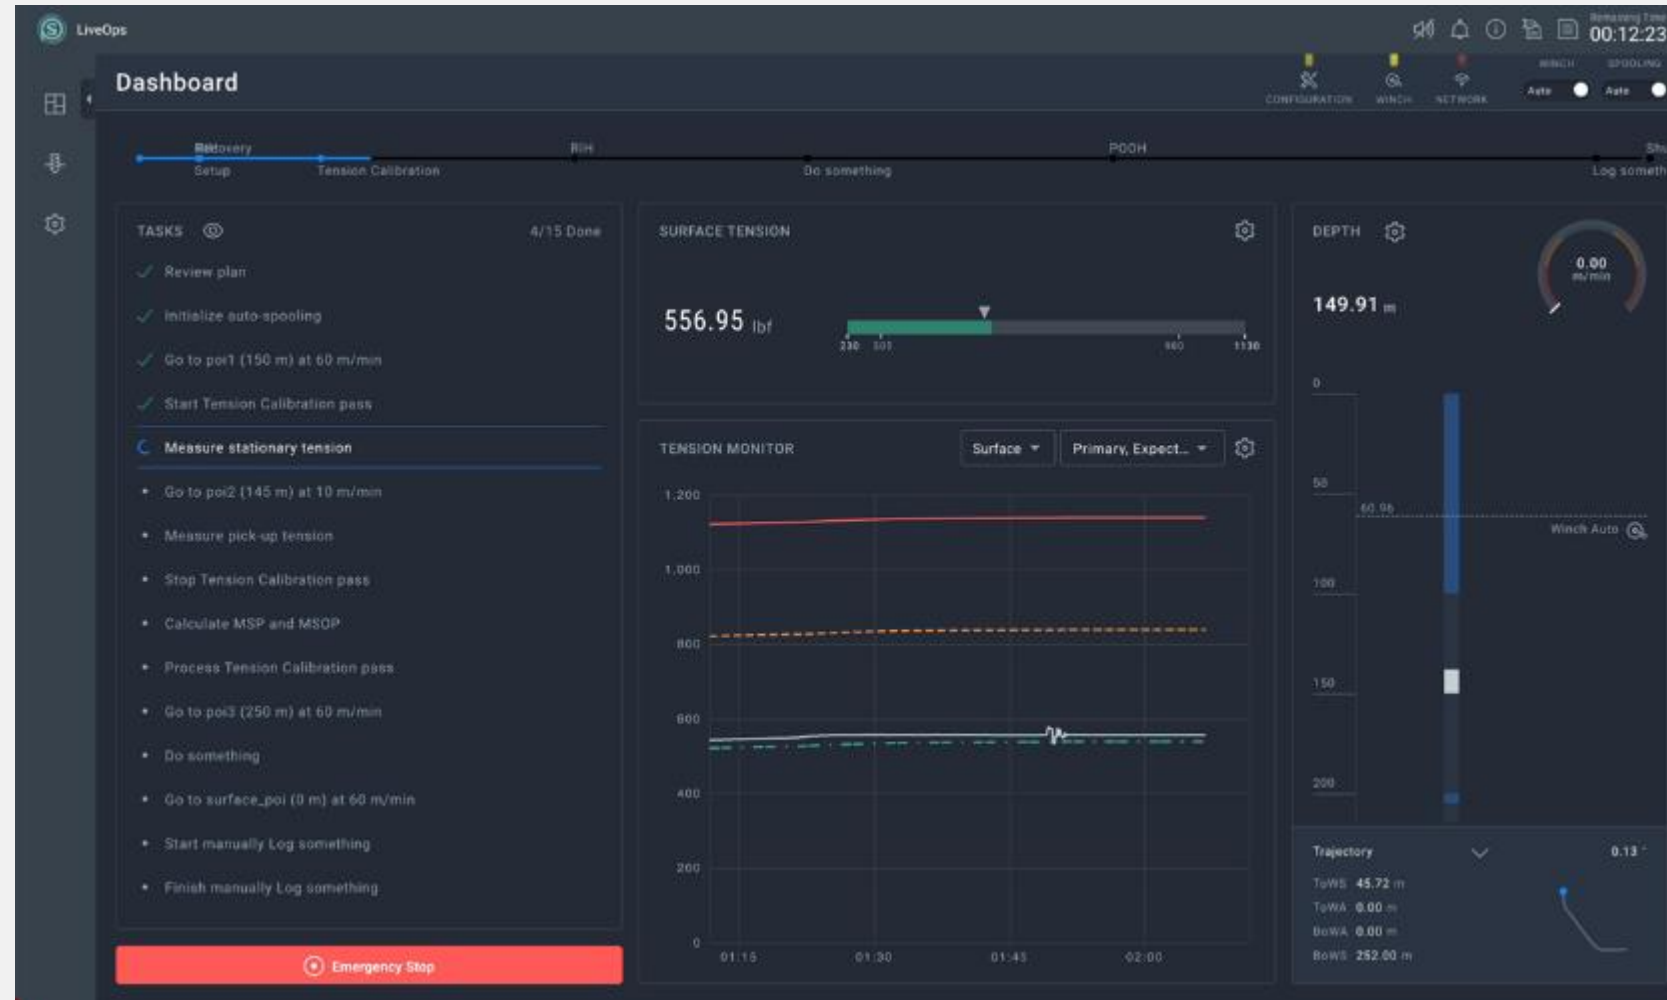 LiveOps
Remaining Time
00:12:23
Dashboard
CONFIGURATION
WINCH
NETWORK
WINCH
SPOOLING
Auto
Auto
RIH
POOH
Setup
Tension Calibration
Do something
TASKS
4/15 Done
Review plan
Initialize auto-spooling
Go to poi1 (150 m) at 60 m/min
Start Tension Calibration pass
Measure stationary tension
Go to poi2 (145 m) at 10 m/min
Measure pick-up tension
Stop Tension Calibration pass
Calculate MSP and MSOP
Process Tension Calibration pass
Go to poi3 (250 m) at 60 m/min
Do something
Go to surface_poi (0 m) at 60 m/min
Start manually Log something
Finish manually Log something
Emergency Stop
SURFACE TENSION
556.95 lbf
230
1130
TENSION MONITOR
Surface
Primary, Expect...
1,200
1,000
800
600
400
200
0
01:15
01:30
01:45
02:00
DEPTH
0.00
m/min
149.91 m
0
50
60.96
Winch Auto
100
150
200
Trajectory
0.13 °
ToWS 45.72 m
ToWA 0.00 m
BoWA 0.00 m
BoWS 252.00 m